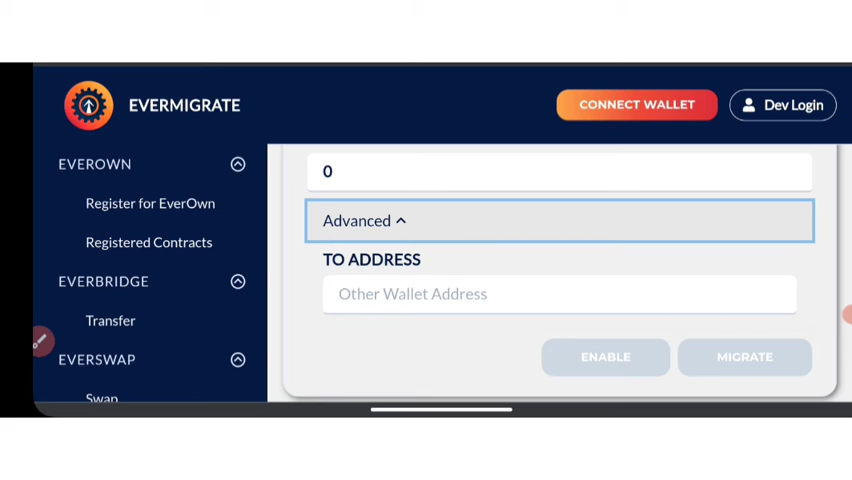 EVERMIGRATE
CONNECT WALLET
Dev Login
EVEROWN
Register for EverOwn
Registered Contracts
EVERBRIDGE
Transfer
EVERSWAP
Swap
0
Advanced
TO ADDRESS
Other Wallet Address
ENABLE
MIGRATE